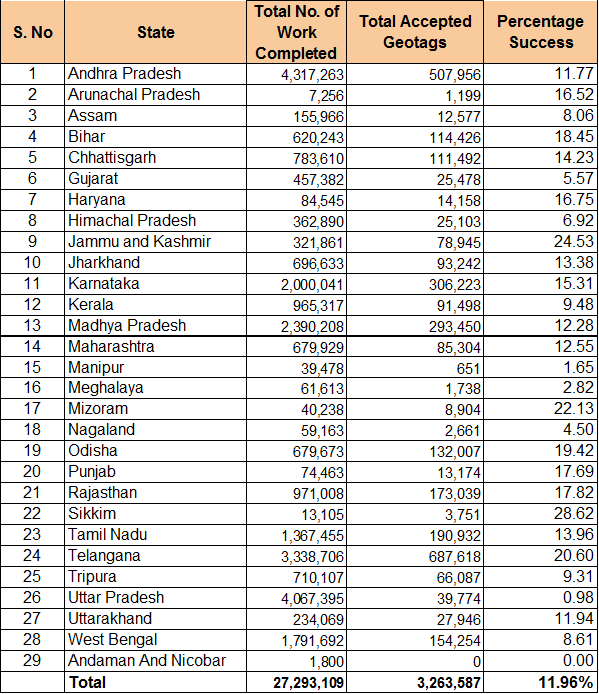 S. No State Total No. of Work Completed Total Accepted Geotags Percentage Success
1 Andhra Pradesh 4,317,263 507,956 11.77
2 Arunachal Pradesh 7,256 1,199 16.52
3 Assam 155,966 12,577 8.06
4 Bihar 620,243 114,426 18.45
5 Chhattisgarh 783,610 111,492 14.23
6 Gujarat 457,382 25,478 5.57
7 Haryana 84,545 14,158 16.75
8 Himachal Pradesh 362,890 25,103 6.92
9 Jammu and Kashmir 321,861 78,945 24.53
10 Jharkhand 696,633 93,242 13.38
11 Karnataka 2,000,041 306,223 15.31
12 Kerala 965,317 91,498 9.48
13 Madhya Pradesh 2,390,208 293,450 12.28
14 Maharashtra 679,929 85,304 12.55
15 Manipur 39,478 651 1.65
16 Meghalaya 61,613 1,738 2.82
17 Mizoram 40,238 8,904 22.13
18 Nagaland 59,163 2,661 4.50
19 Odisha 679,673 132,007 19.42
20 Punjab 74,463 13,174 17.69
21 Rajasthan 971,008 173,039 17.82
22 Sikkim 13,105 3,751 28.62
23 Tamil Nadu 1,367,455 190,932 13.96
24 Telangana 3,338,706 687,618 20.60
25 Tripura 710,107 66,087 9.31
26 Uttar Pradesh 4,067,395 39,774 0.98
27 Uttarakhand 234,069 27,946 11.94
28 West Bengal 1,791,692 154,254 8.61
29 Andaman And Nicobar 1,800 0 0.00
Total 27,293,109 3,263,587 11.96%